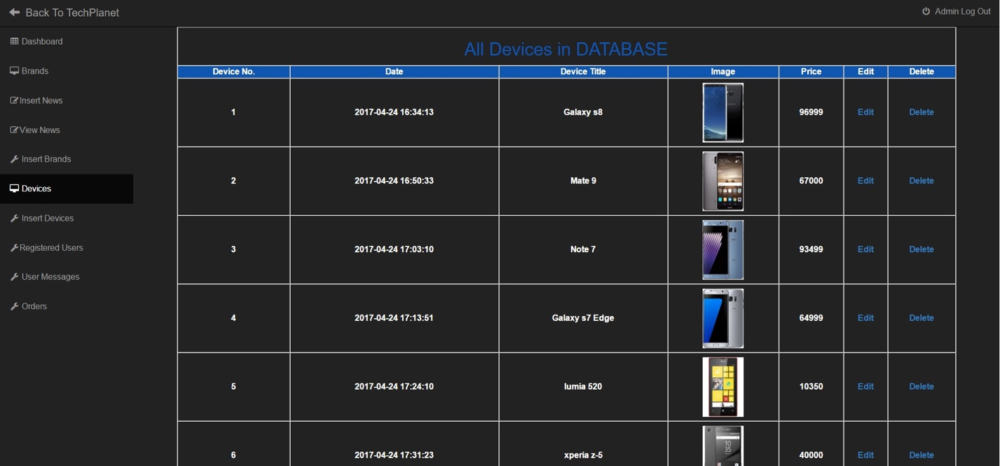 Back To TechPlanet
Admin Log Out
Dashboard
Brands
Insert News
View News
Insert Brands
Devices
Insert Devices
Registered Users
User Messages
Orders
All Devices in DATABASE
Device No. Date Device Title Image Price Edit Delete
1 2017-04-24 16:34:13 Galaxy s8 96999 Edit Delete
2 2017-04-24 16:50:33 Mate 9 67000 Edit Delete
3 2017-04-24 17:03:10 Note 7 93499 Edit Delete
4 2017-04-24 17:13:51 Galaxy s7 Edge 64999 Edit Delete
5 2017-04-24 17:24:10 lumia 520 10350 Edit Delete
6 2017-04-24 17:31:23 xperia z-5 40000 Edit Delete